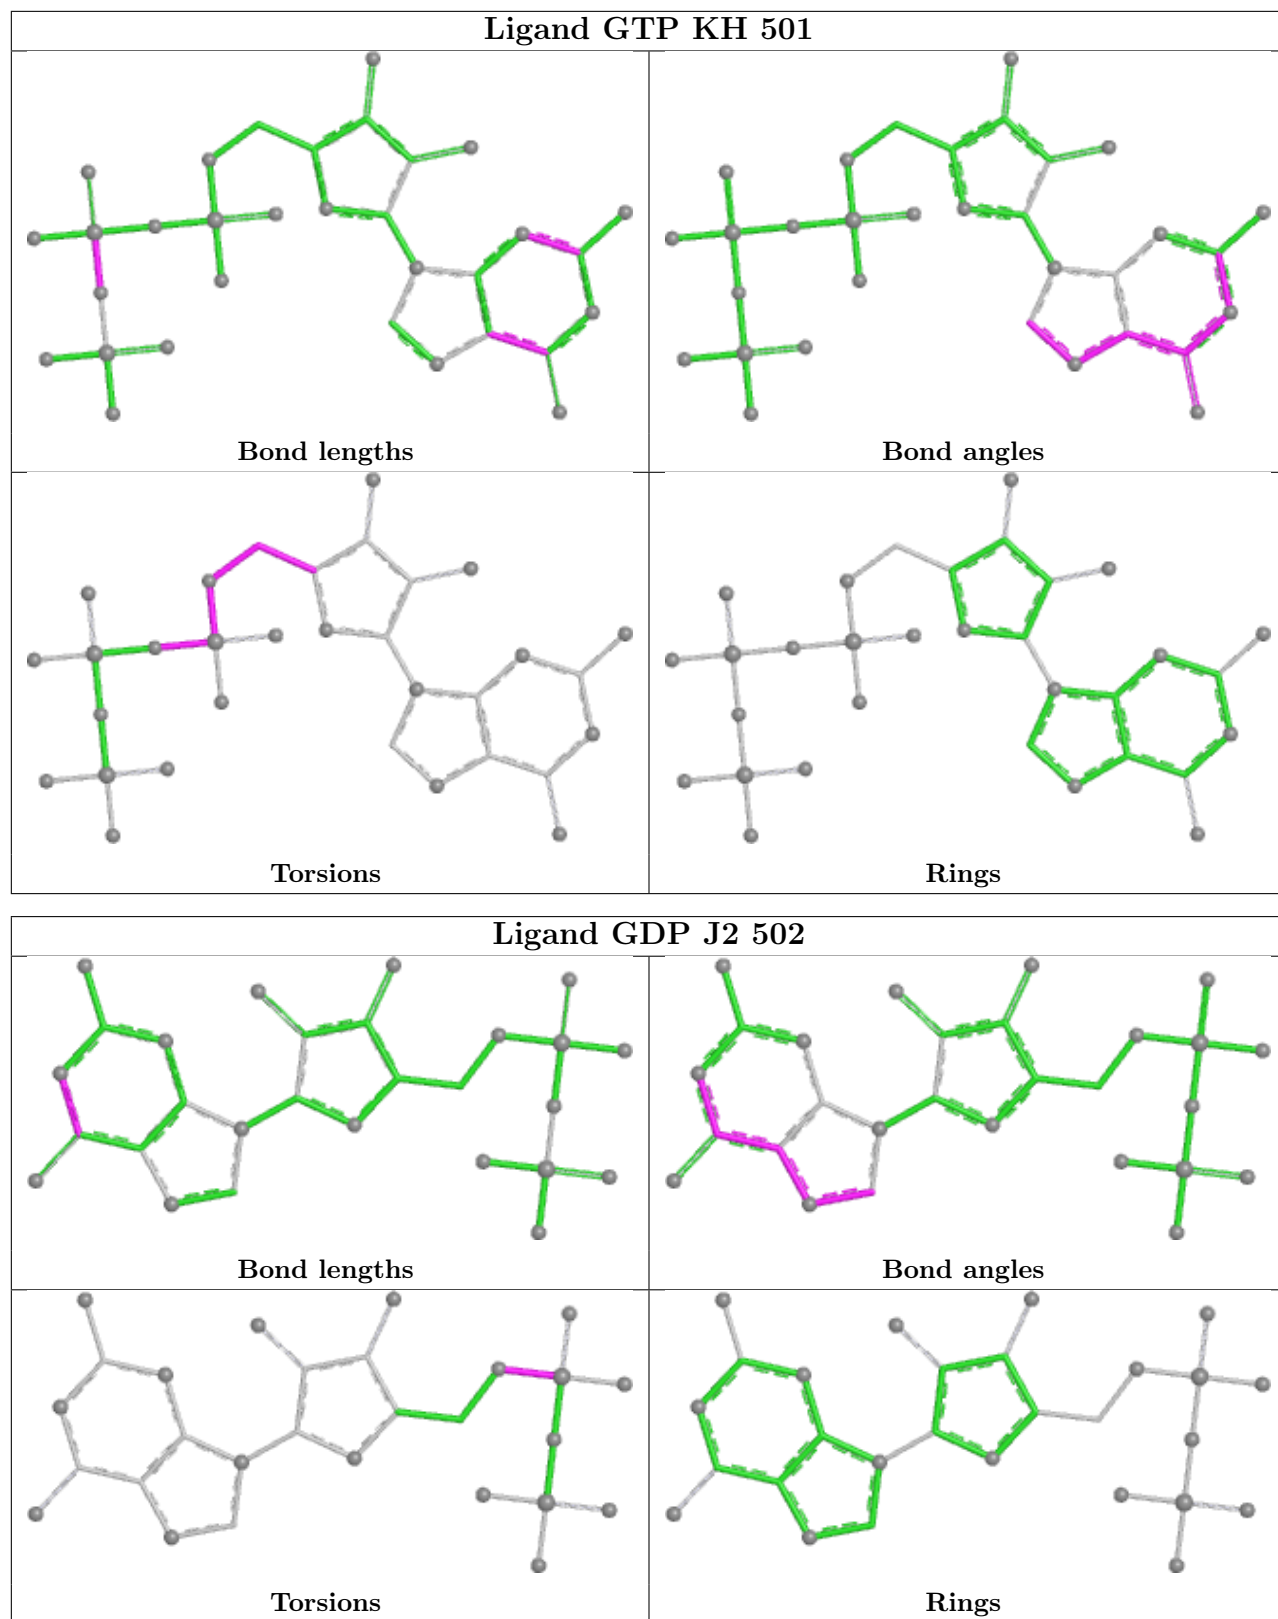 Ligand GTP KH 501
Bond lengths
Bond angles
Torsions
Rings
Ligand GDP J2 502
Bond lengths
Bond angles
Torsions
Rings